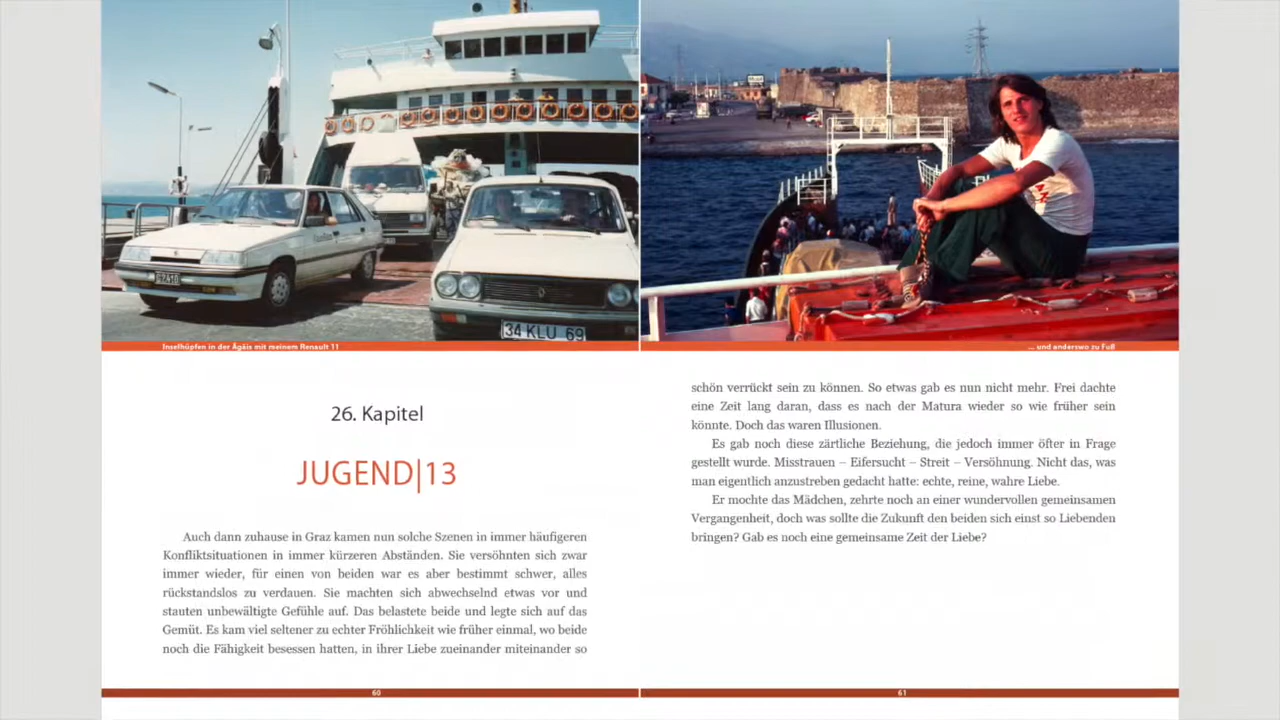 34 KLU 69
Inselhüpfen in der Ägäis mit meinem Renault 11
26. Kapitel
JUGEND|13
Auch dann zuhause in Graz kamen nun solche Szenen in immer häufigeren
Konfliktsituationen in immer kürzeren Abständen. Sie versöhnten sich zwar
immer wieder, für einen von beiden war es aber bestimmt schwer, alles
rückstandslos zu verdauen. Sie machten sich abwechselnd etwas vor und
stauten unbewältigte Gefühle auf. Das belastete beide und legte sich auf das
Gemüt. Es kam viel seltener zu echter Fröhlichkeit wie früher einmal, wo beide
noch die Fähigkeit besessen hatten, in ihrer Liebe zueinander miteinander so
60
... und anderswo zu Fuß
schön verrückt sein zu können. So etwas gab es nun nicht mehr. Frei dachte
eine Zeit lang daran, dass es nach der Matura wieder so wie früher sein
könnte. Doch das waren Illusionen.
Es gab noch diese zärtliche Beziehung, die jedoch immer öfter in Frage
gestellt wurde. Misstrauen – Eifersucht – Streit – Versöhnung. Nicht das, was
man eigentlich anzustreben gedacht hatte: echte, reine, wahre Liebe.
Er mochte das Mädchen, zehrte noch an einer wundervollen gemeinsamen
Vergangenheit, doch was sollte die Zukunft den beiden sich einst so Liebenden
bringen? Gab es noch eine gemeinsame Zeit der Liebe?
61